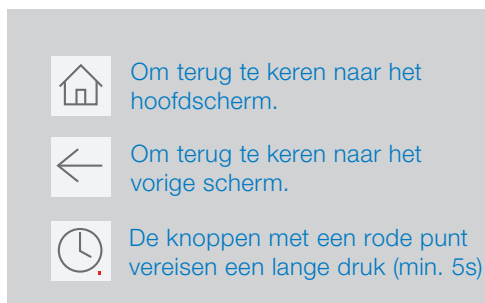 Om terug te keren naar het
hoofdscherm.
Om terug te keren naar het
vorige scherm.
De knoppen met een rode punt
vereisen een lange druk (min. 5s)